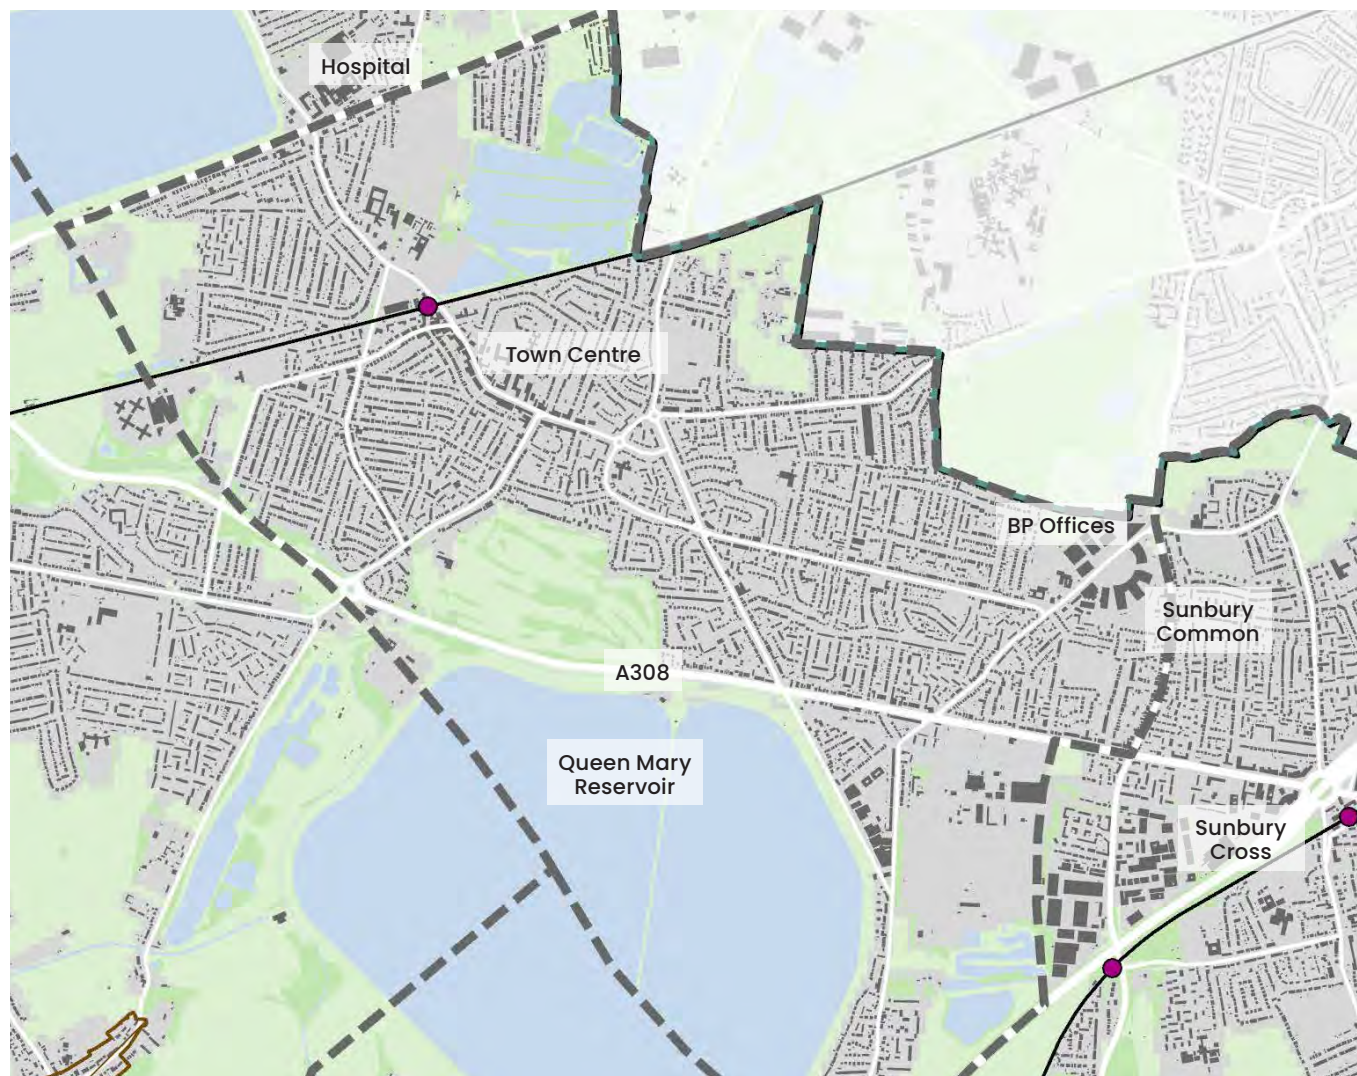 Hospital
Town Centre
BP Offices
Sunbury
Common
A308
Queen Mary
Reservoir
Sunbury
Cross